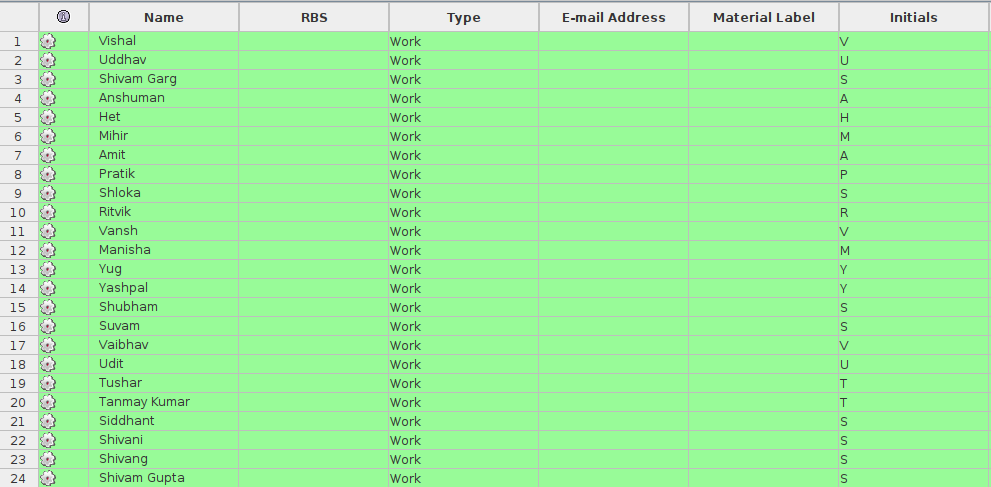 Name RBS Type E-mail Address Material Label Initials
1 Vishal Work V
2 Uddhav Work U
3 Shivam Garg Work S
4 Anshuman Work A
5 Het Work H
6 Mihir Work M
7 Amit Work A
8 Pratik Work P
9 Shloka Work S
10 Ritvik Work R
11 Vansh Work V
12 Manisha Work M
13 Yug Work Y
14 Yashpal Work Y
15 Shubham Work S
16 Suvam Work S
17 Vaibhav Work V
18 Udit Work U
19 Tushar Work T
20 Tanmay Kumar Work T
21 Siddhant Work S
22 Shivani Work S
23 Shivang Work S
24 Shivam Gupta Work S